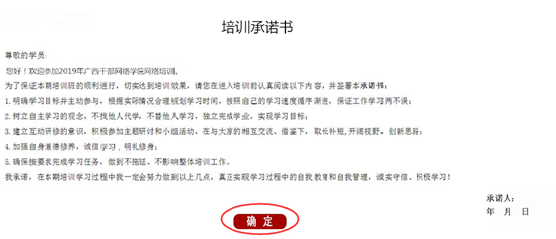 培训承诺书
尊敬的学员:
您好！欢迎参加2019年广西干部网络学院网络培训。
为了保证本期培训班的顺利进行，切实达到培训效果，请您在进入培训前认真阅读以下内容，并签署本承诺书：
1.明确学习目标并主动参与，根据实际情况合理规划学习时间，按照自己的学习速度循序渐进，保证工作学习两不误;
2.树立自主学习的观念，不找他人代学，不替他人学习，独立完成学业，实现学习目标;
3.建立互动研修的意识，积极参加主题研讨和小组活动，在与大家的相互交流、借鉴下，取长补短,开阔视野、创新思路;
4.加强自身道德修养，诚信学习，明礼修身;
5.确保按要求完成学习任务，做到不拖延、不影响整体培训工作。
我承诺，在本期培训学习过程中我一定会努力做到以上几点，真正实现学习过程中的自我教育和自我管理，诚实守信、积极学习！
承诺人：
年 月 日
确 定